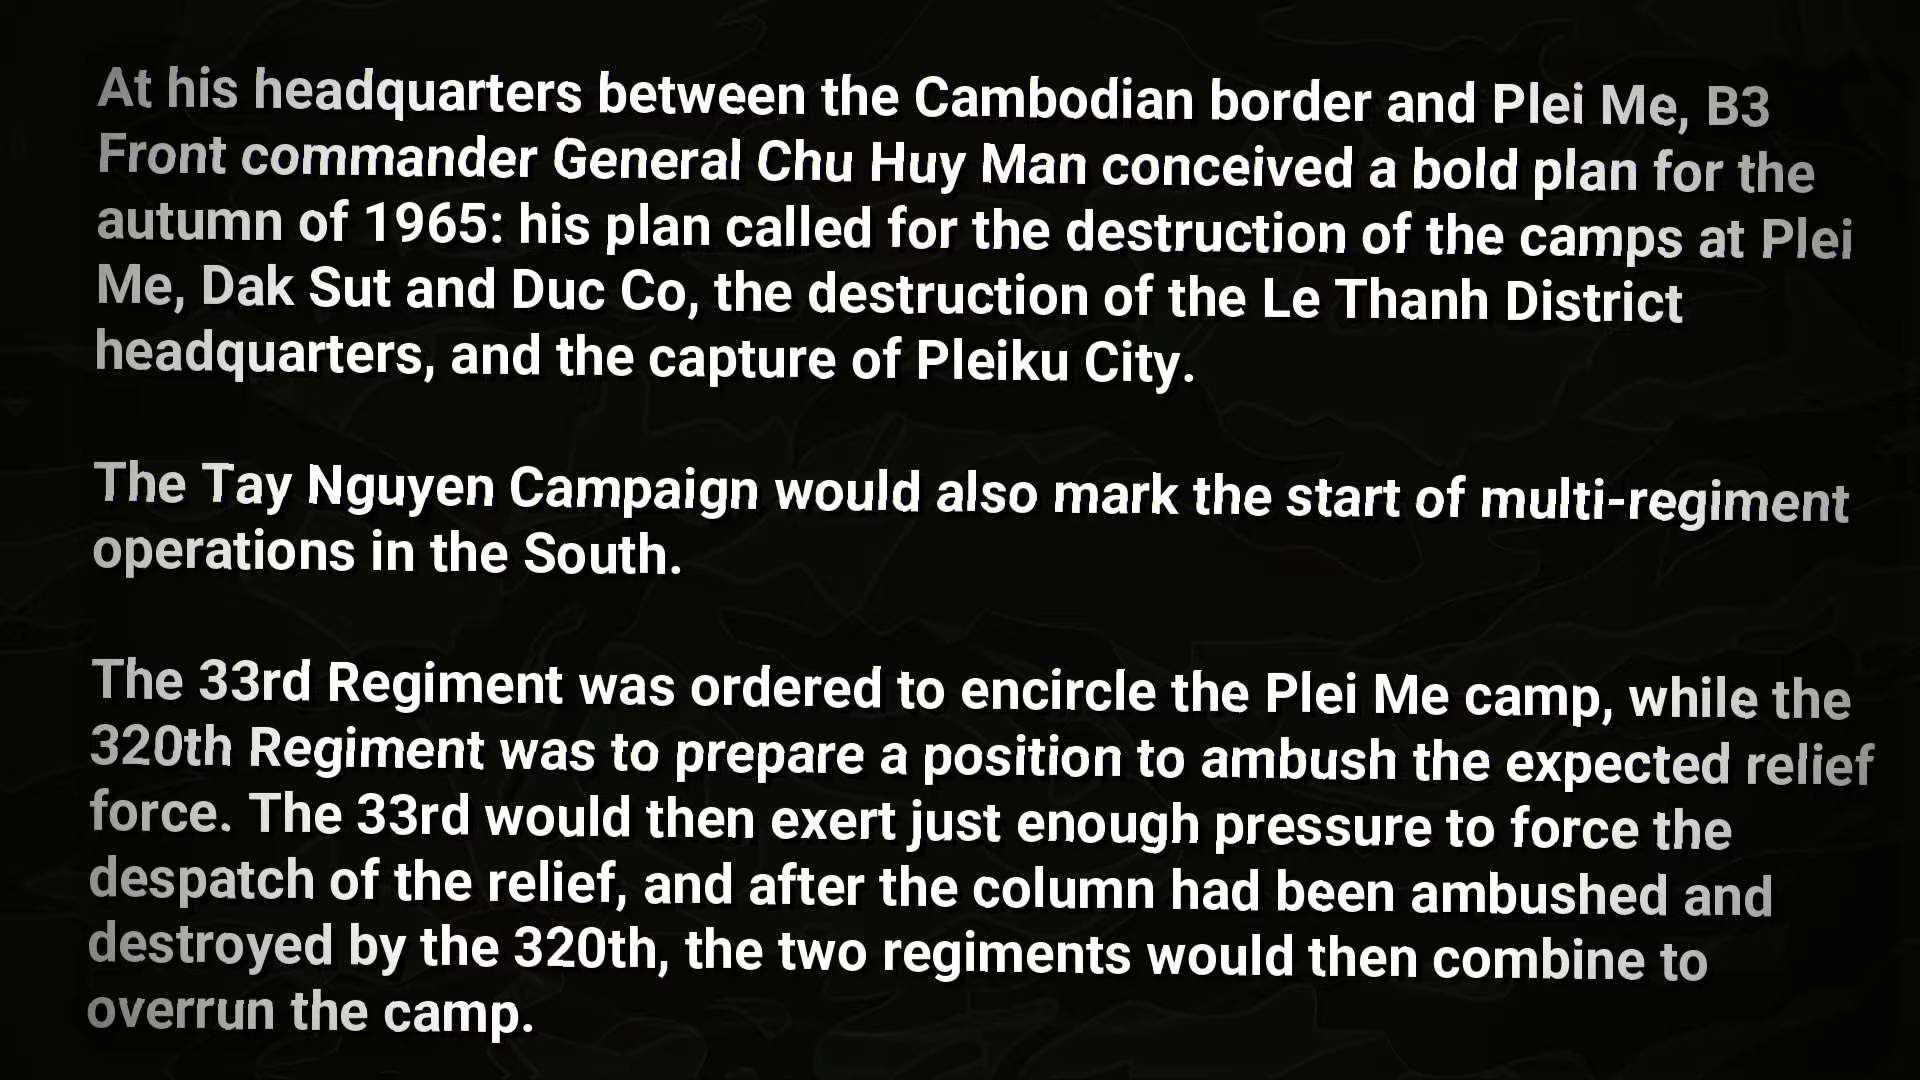 At his headquarters between the Cambodian border and Plei Me, B3
Front commander General Chu Huy Man conceived a bold plan for the
autumn of 1965: his plan called for the destruction of the camps at Plei
Me, Dak Sut and Duc Co, the destruction of the Le Thanh District
headquarters, and the capture of Pleiku City.
The Tay Nguyen Campaign would also mark the start of multi-regiment
operations in the South.
The 33rd Regiment was ordered to encircle the Plei Me camp, while the
320th Regiment was to prepare a position to ambush the expected relief
force. The 33rd would then exert just enough pressure to force the
despatch of the relief, and after the column had been ambushed and
destroyed by the 320th, the two regiments would then combine to
overrun the camp.